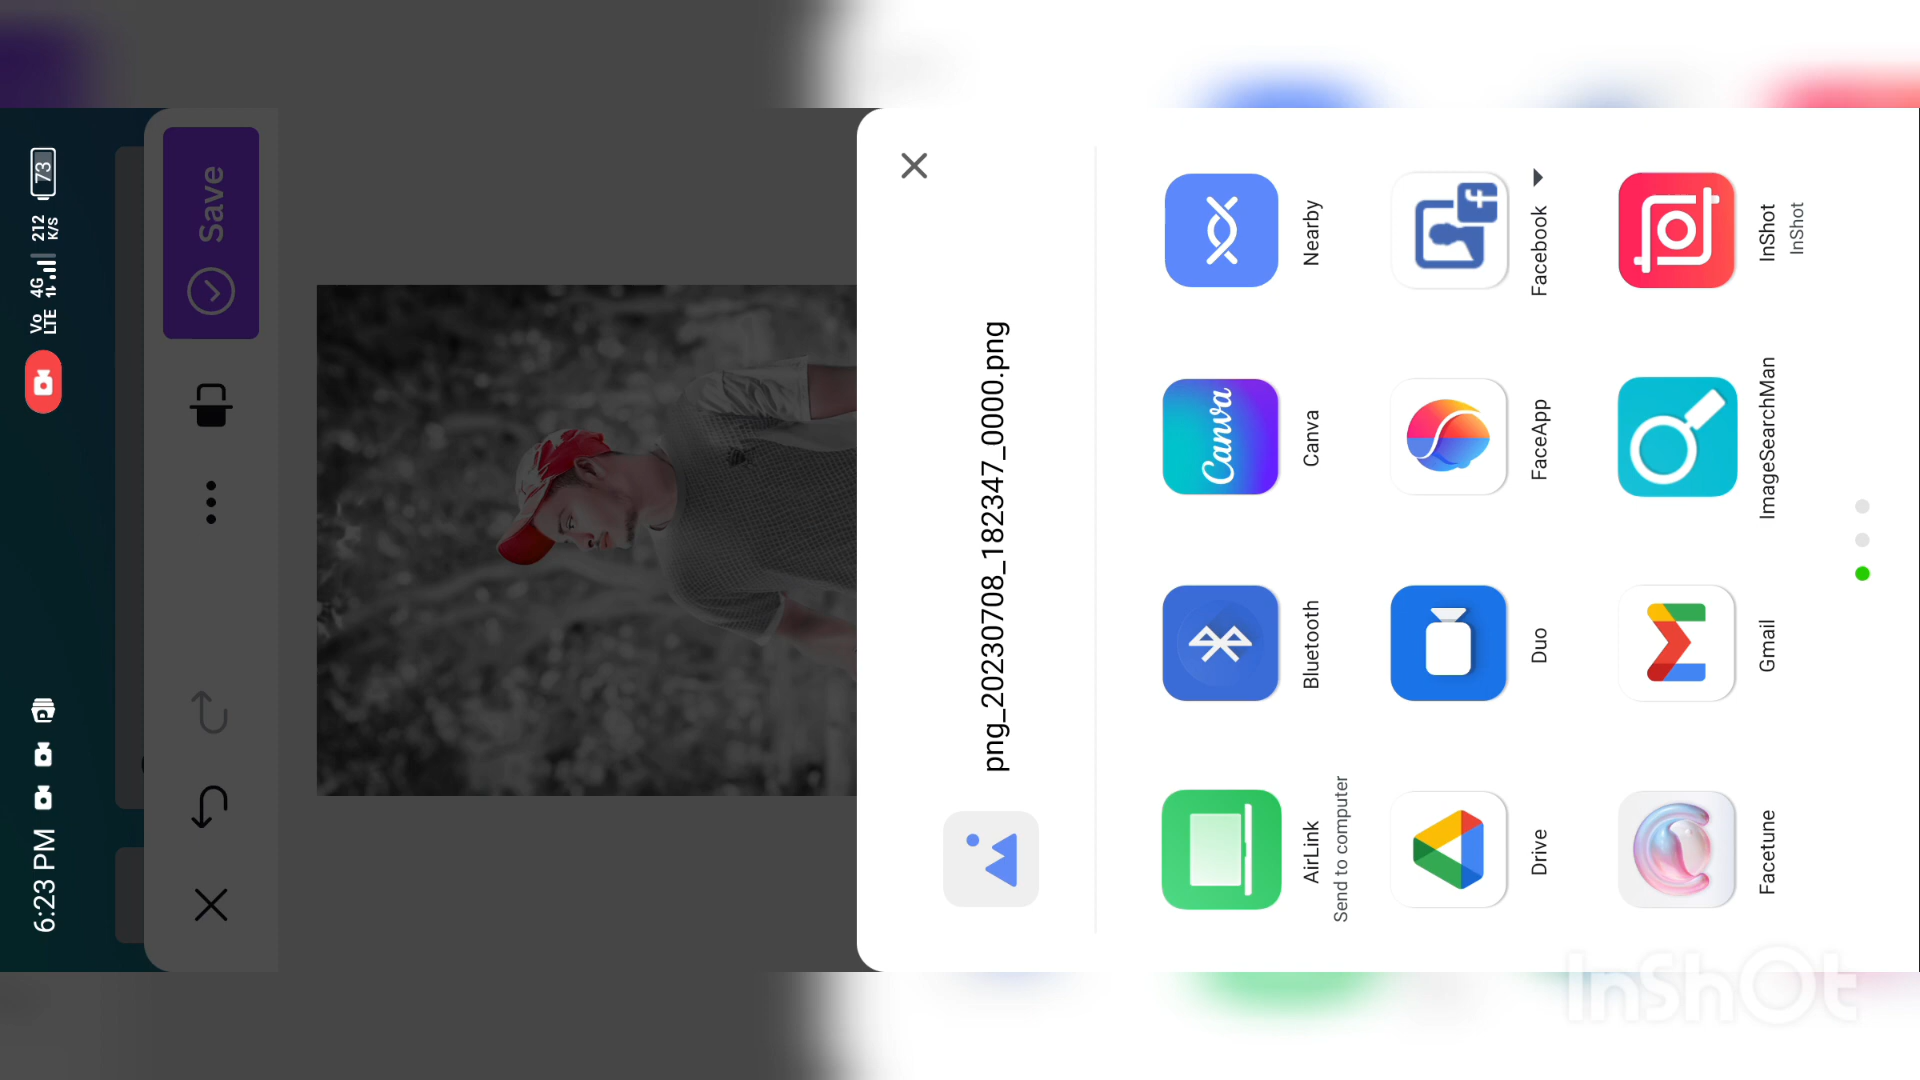 6:23 PM
Vo LTE
4G
212 K/S
73
Save
png_20230708_182347_0000.png
AirLink
Send to computer
Bluetooth
Canva
Canva
Nearby
Drive
Duo
FaceApp
f
Facebook
Facetune
Gmail
ImageSearchMan
InShot
InShot
InShOt